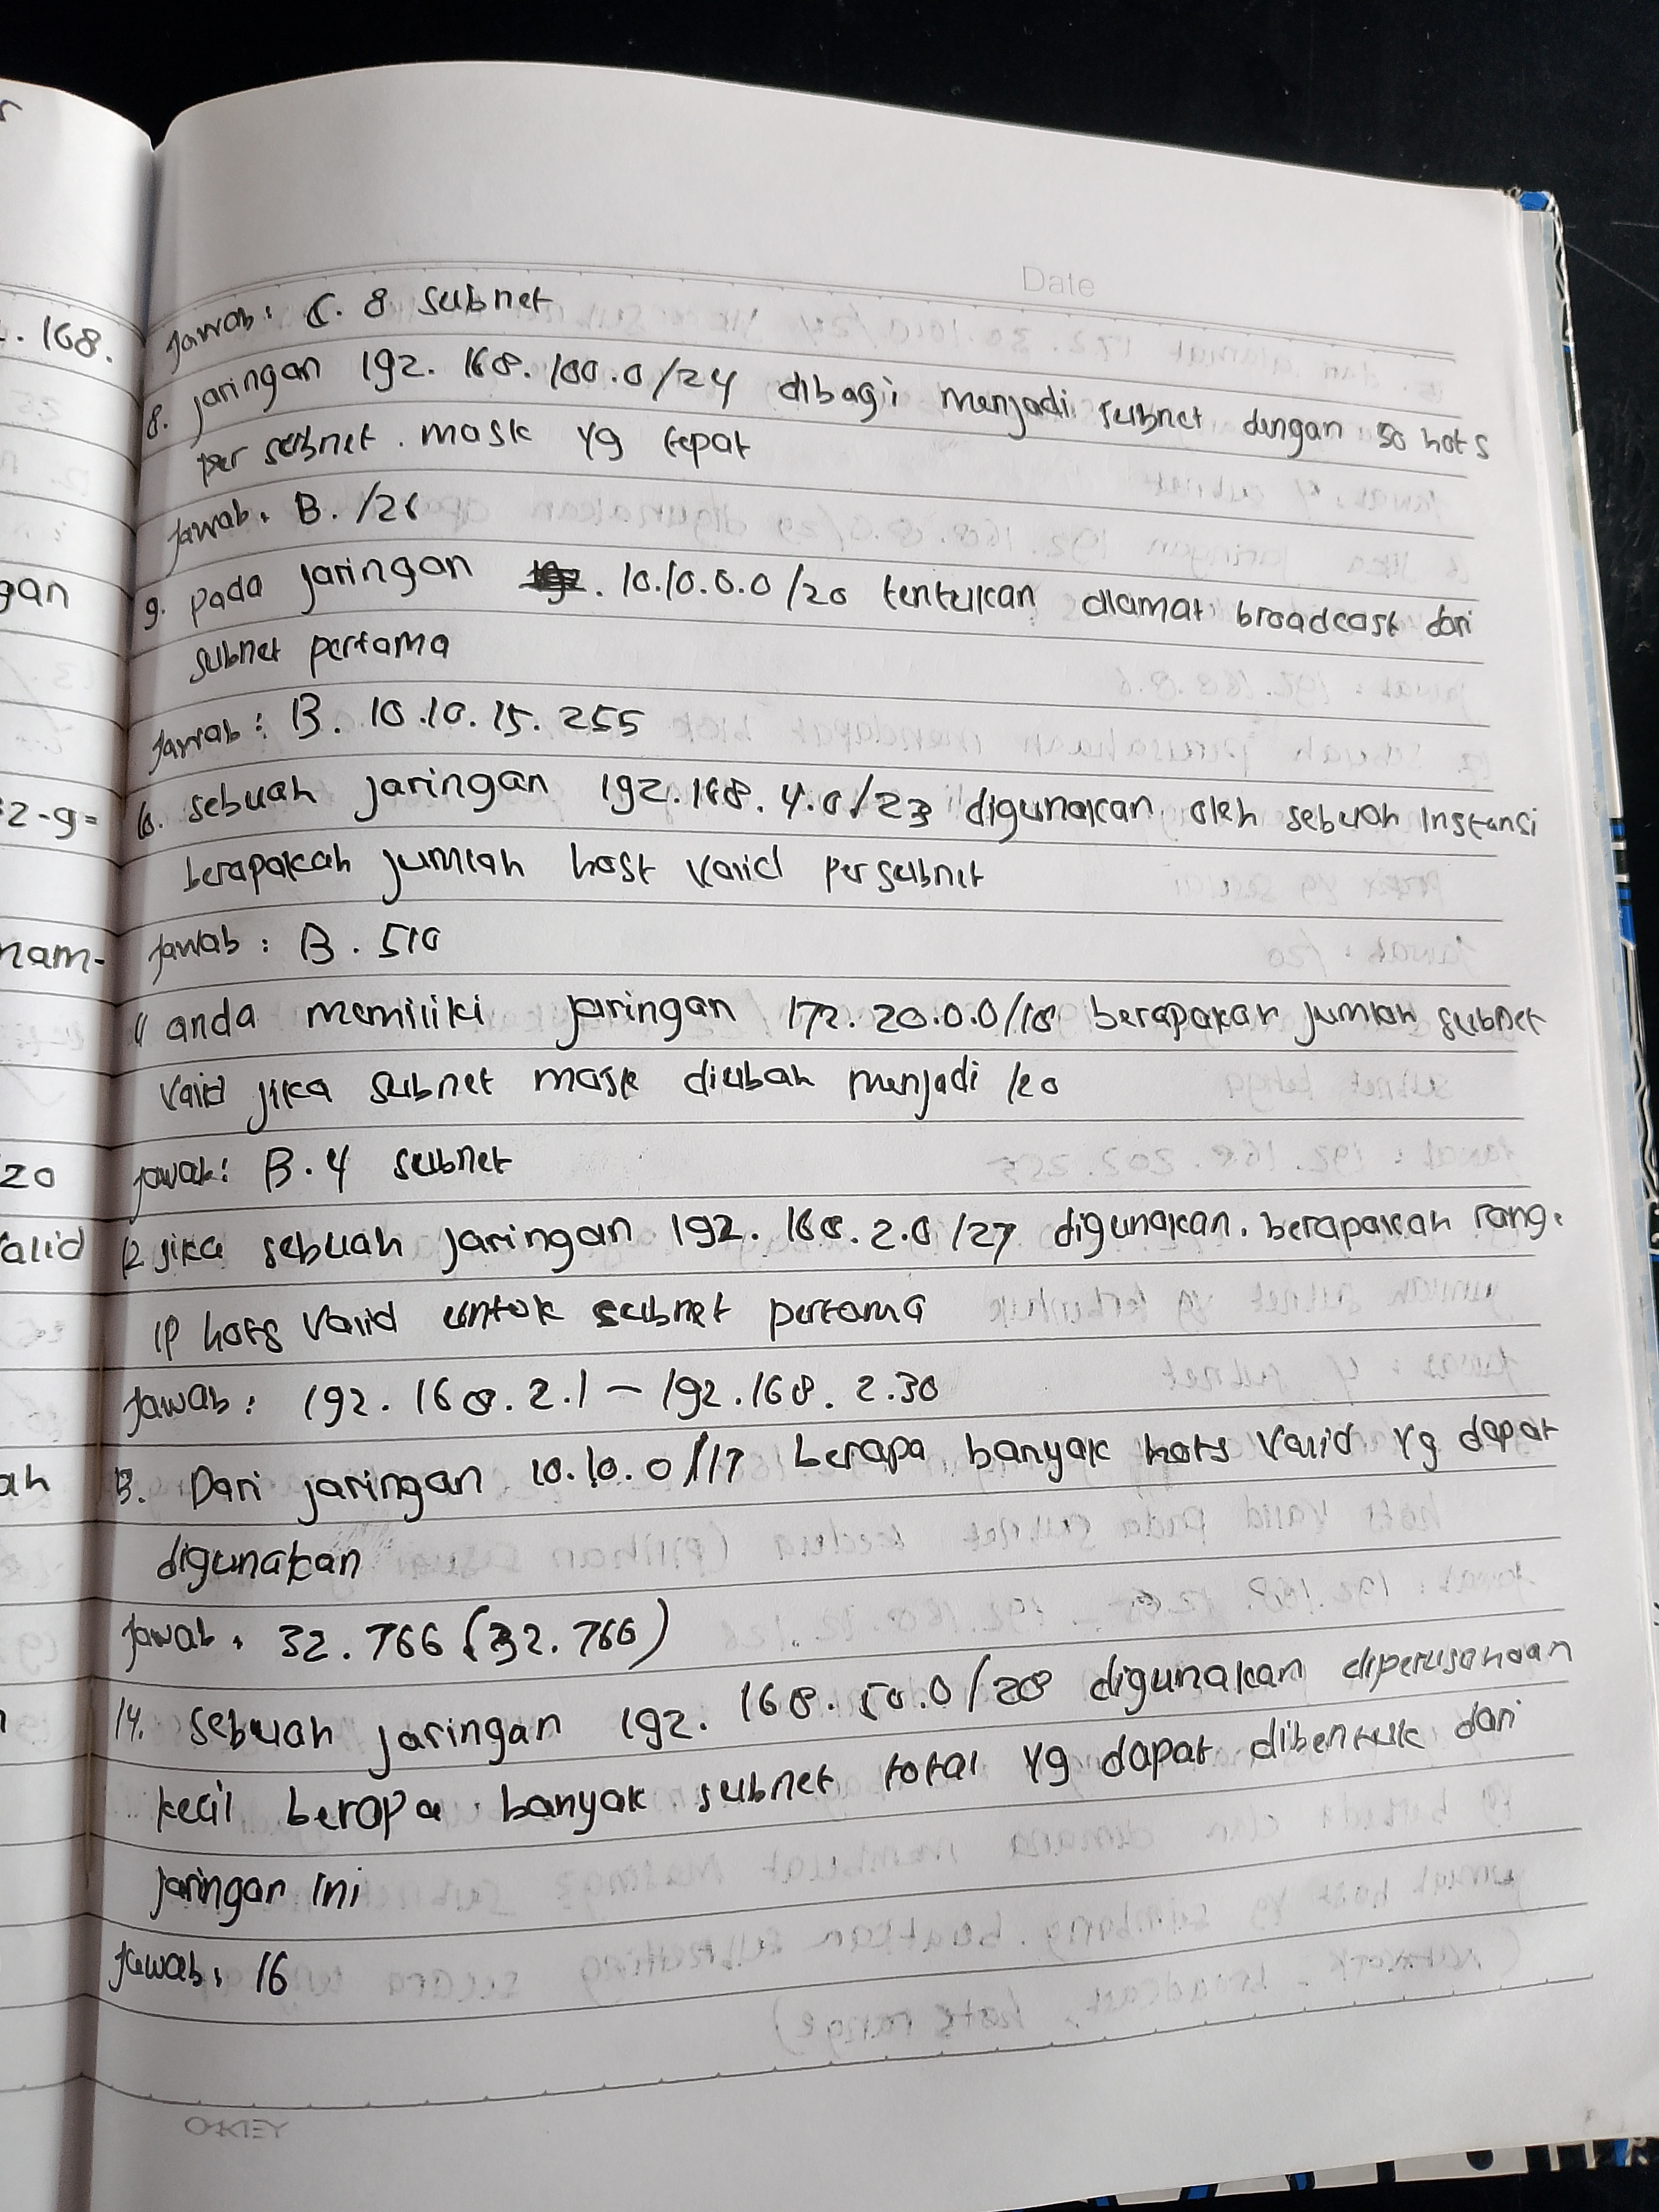 Date
. 168.
Jawab: C. 8 subnet
8. jaringan 192. 168. 100.0/24 dibagi menjadi subnet dengan 50 hots
per subnet. mask yg tepat
Jawab. B. /26
gan
9. pada jaringan . 10.10.0.0/20 tentukan alamat broadcast dari
subnet pertama
Jawab: B. 10.10.15.255
2-9=
10. sebuah jaringan 192.168.4.0/23 digunakan oleh sebuah Instansi
berapakah jumlah host valid per subnet
nam-
Jawab: B. 510
11 anda memiliki jaringan 172. 20.0.0/18 berapakah jumlah subnet
valid jika subnet mask diubah menjadi /20
20
Jawab: B. 4 subnet
alid
12 jika sebuah jaringan 192. 168. 2.0/27 digunakan. berapakah range
IP hots valid untuk subnet pertama
Jawab: 192. 168. 2.1 - 192.168. 2.30
ah
13. Dari jaringan 10.10.0/17 berapa banyak hots valid yg dapat
digunakan
Jawab. 32.766 (32.766)
14. sebuah jaringan 192. 168. 50.0/28 digunakan diperusahaan
kecil berapa banyak subnet total yg dapat dibentuk dari
jaringan ini
Jawab. 16
OKEY